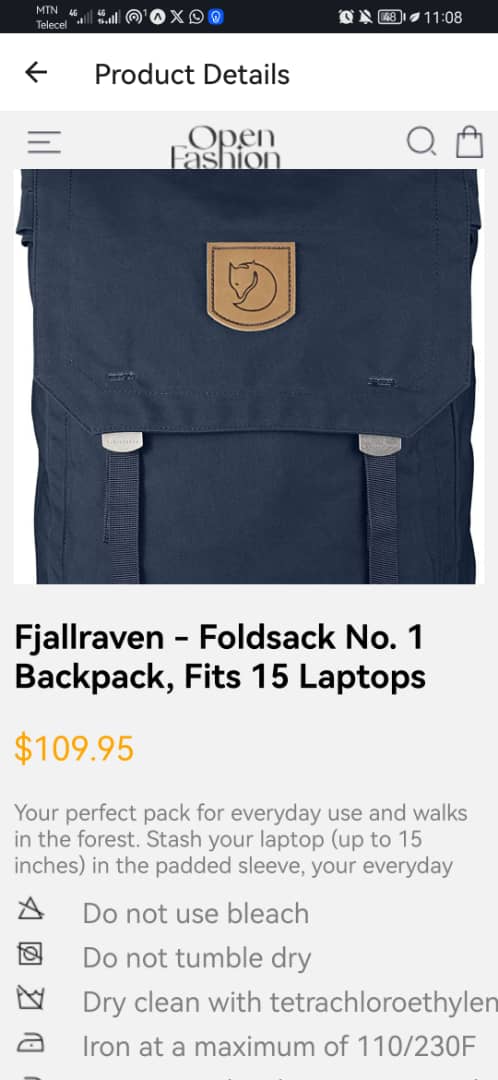 MTN
Telecel
4G
4G
48
11:08
Product Details
Open
Fashion
Fjallraven - Foldsack No. 1
Backpack, Fits 15 Laptops
$109.95
Your perfect pack for everyday use and walks
in the forest. Stash your laptop (up to 15
inches) in the padded sleeve, your everyday
Do not use bleach
Do not tumble dry
Dry clean with tetrachloroethylen
Iron at a maximum of 110/230F